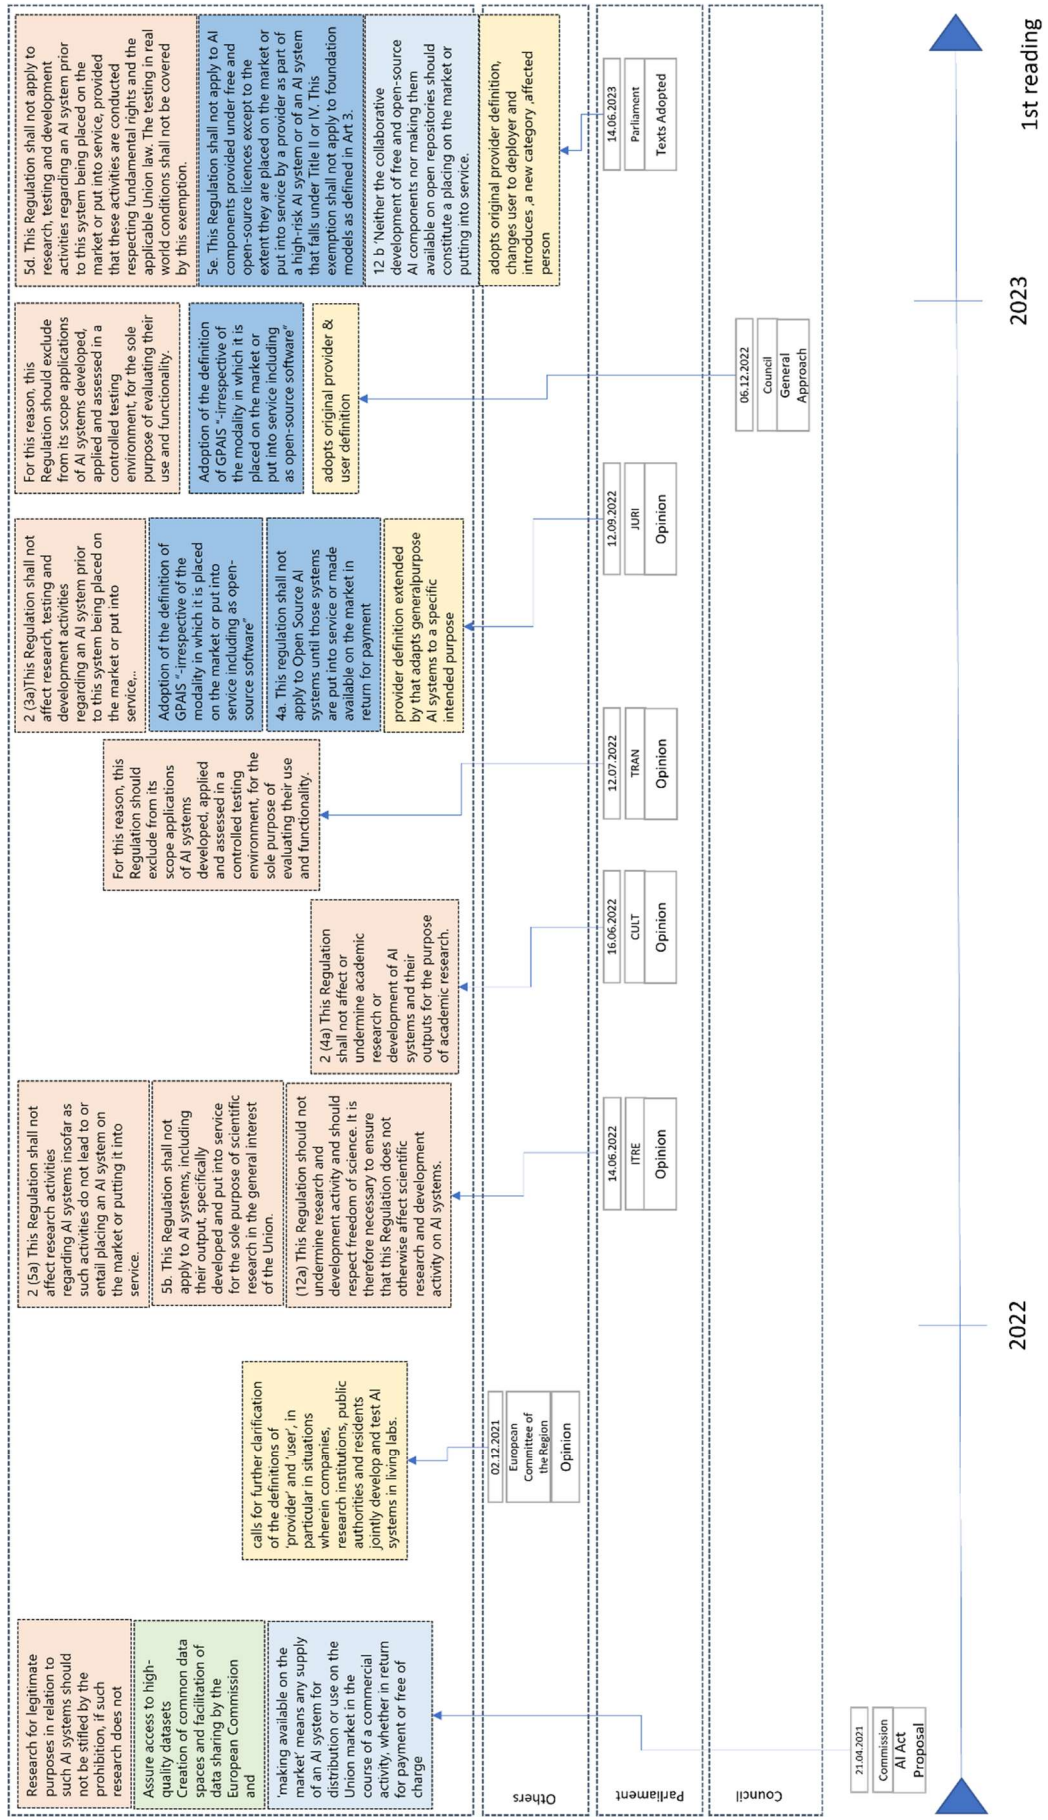 Research for legitimate
purposes in relation to
such AI systems should
not be stifled by the
prohibition, if such
research does not
Assure access to high-
quality datasets
Creation of common data
spaces and facilitation of
data sharing by the
European Commission
and
'making available on the
market' means any supply
of an AI system for
distribution or use on the
Union market in the
course of a commercial
activity, whether in return
for payment or free of
charge
calls for further clarification
of the definitions of
'provider' and 'user', in
particular in situations
wherein companies,
research institutions, public
authorities and residents
jointly develop and test AI
systems in living labs.
2 (5a) This Regulation shall not
affect research activities
regarding AI systems insofar as
such activities do not lead to or
entail placing an AI system on
the market or putting it into
service.
5b. This Regulation shall not
apply to AI systems, including
their output, specifically
developed and put into service
for the sole purpose of scientific
research in the general interest
of the Union.
(12a) This Regulation should not
undermine research and
development activity and should
respect freedom of science. It is
therefore necessary to ensure
that this Regulation does not
otherwise affect scientific
research and development
activity on AI systems.
2 (4a) This Regulation
shall not affect or
undermine academic
research or
development of AI
systems and their
outputs for the purpose
of academic research.
For this reason, this
Regulation should
exclude from its
scope applications
of AI systems
developed, applied
and assessed in a
controlled testing
environment, for the
sole purpose of
evaluating their use
and functionality.
2 (3a)This Regulation shall not
affect research, testing and
development activities
regarding an AI system prior
to this system being placed on
the market or put into
service,..
Adoption of the definition of
GPAIS “-irrespective of the
modality in which it is placed
on the market or put into
service including as open-
source software”
4a. This regulation shall not
apply to Open Source AI
systems until those systems
are put into service or made
available on the market in
return for payment
provider definition extended
by that adapts generalpurpose
AI systems to a specific
intended purpose
For this reason, this
Regulation should exclude
from its scope applications
of AI systems developed,
applied and assessed in a
controlled testing
environment, for the sole
purpose of evaluating their
use and functionality.
Adoption of the definition
of GPAIS “-irrespective of
the modality in which it is
placed on the market or
put into service including
as open-source software”
adopts original provider &
user definition
5d. This Regulation shall not apply to
research, testing and development
activities regarding an AI system prior
to this system being placed on the
market or put into service, provided
that these activities are conducted
respecting fundamental rights and the
applicable Union law. The testing in real
world conditions shall not be covered
by this exemption.
5e. This Regulation shall not apply to AI
components provided under free and
open-source licences except to the
extent they are placed on the market or
put into service by a provider as part of
a high-risk AI system or of an AI system
that falls under Title II or IV. This
exemption shall not apply to foundation
models as defined in Art 3.
12 b 'Neither the collaborative
development of free and open-source
AI components nor making them
available on open repositories should
constitute a placing on the market or
putting into service.
adopts original provider definition,
changes user to deployer and
introduces ‚a new category ‚affected
person
Others
02.12.2021
European
Committee of
the Region
Opinion
Parliament
14.06.2022
ITRE
Opinion
16.06.2022
CULT
Opinion
12.07.2022
TRAN
Opinion
12.09.2022
JURI
Opinion
14.06.2023
Parliament
Texts Adopted
Council
06.12.2022
Council
General
Approach
21.04.2021
Commission
AI Act
Proposal
2022
2023
1st reading